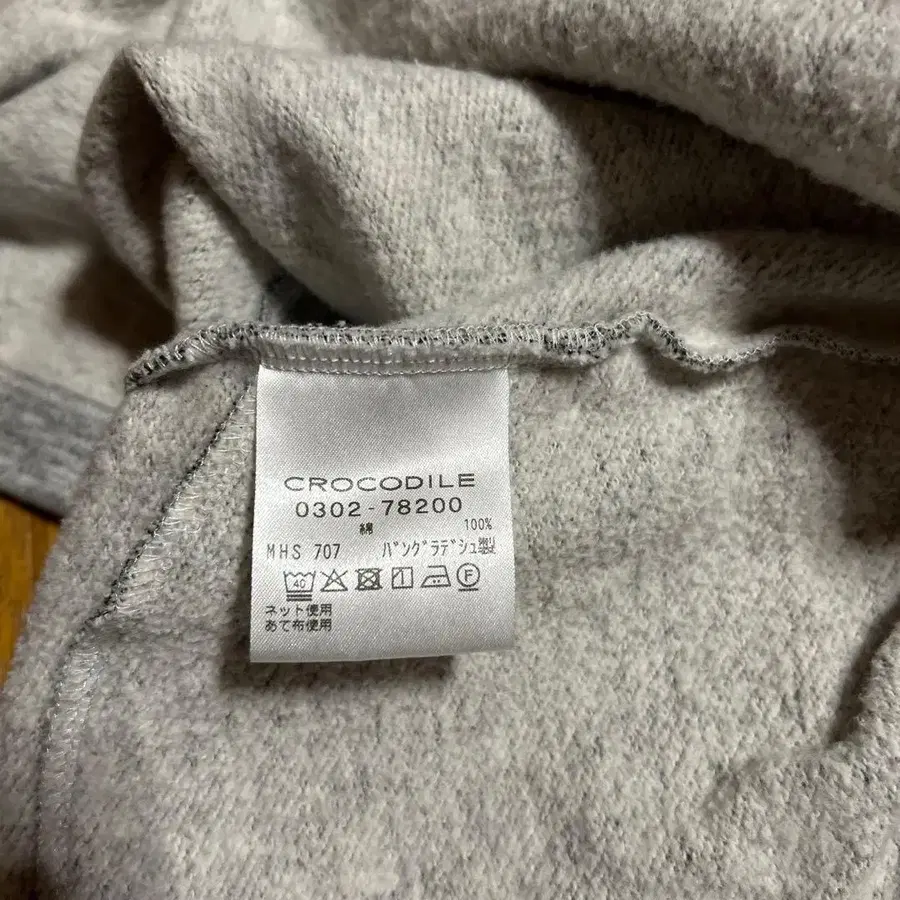 CROCODILE
0302-78200
綿 100%
MHS 707 バングラデシュ製
40 F
ネット使用
あて布使用